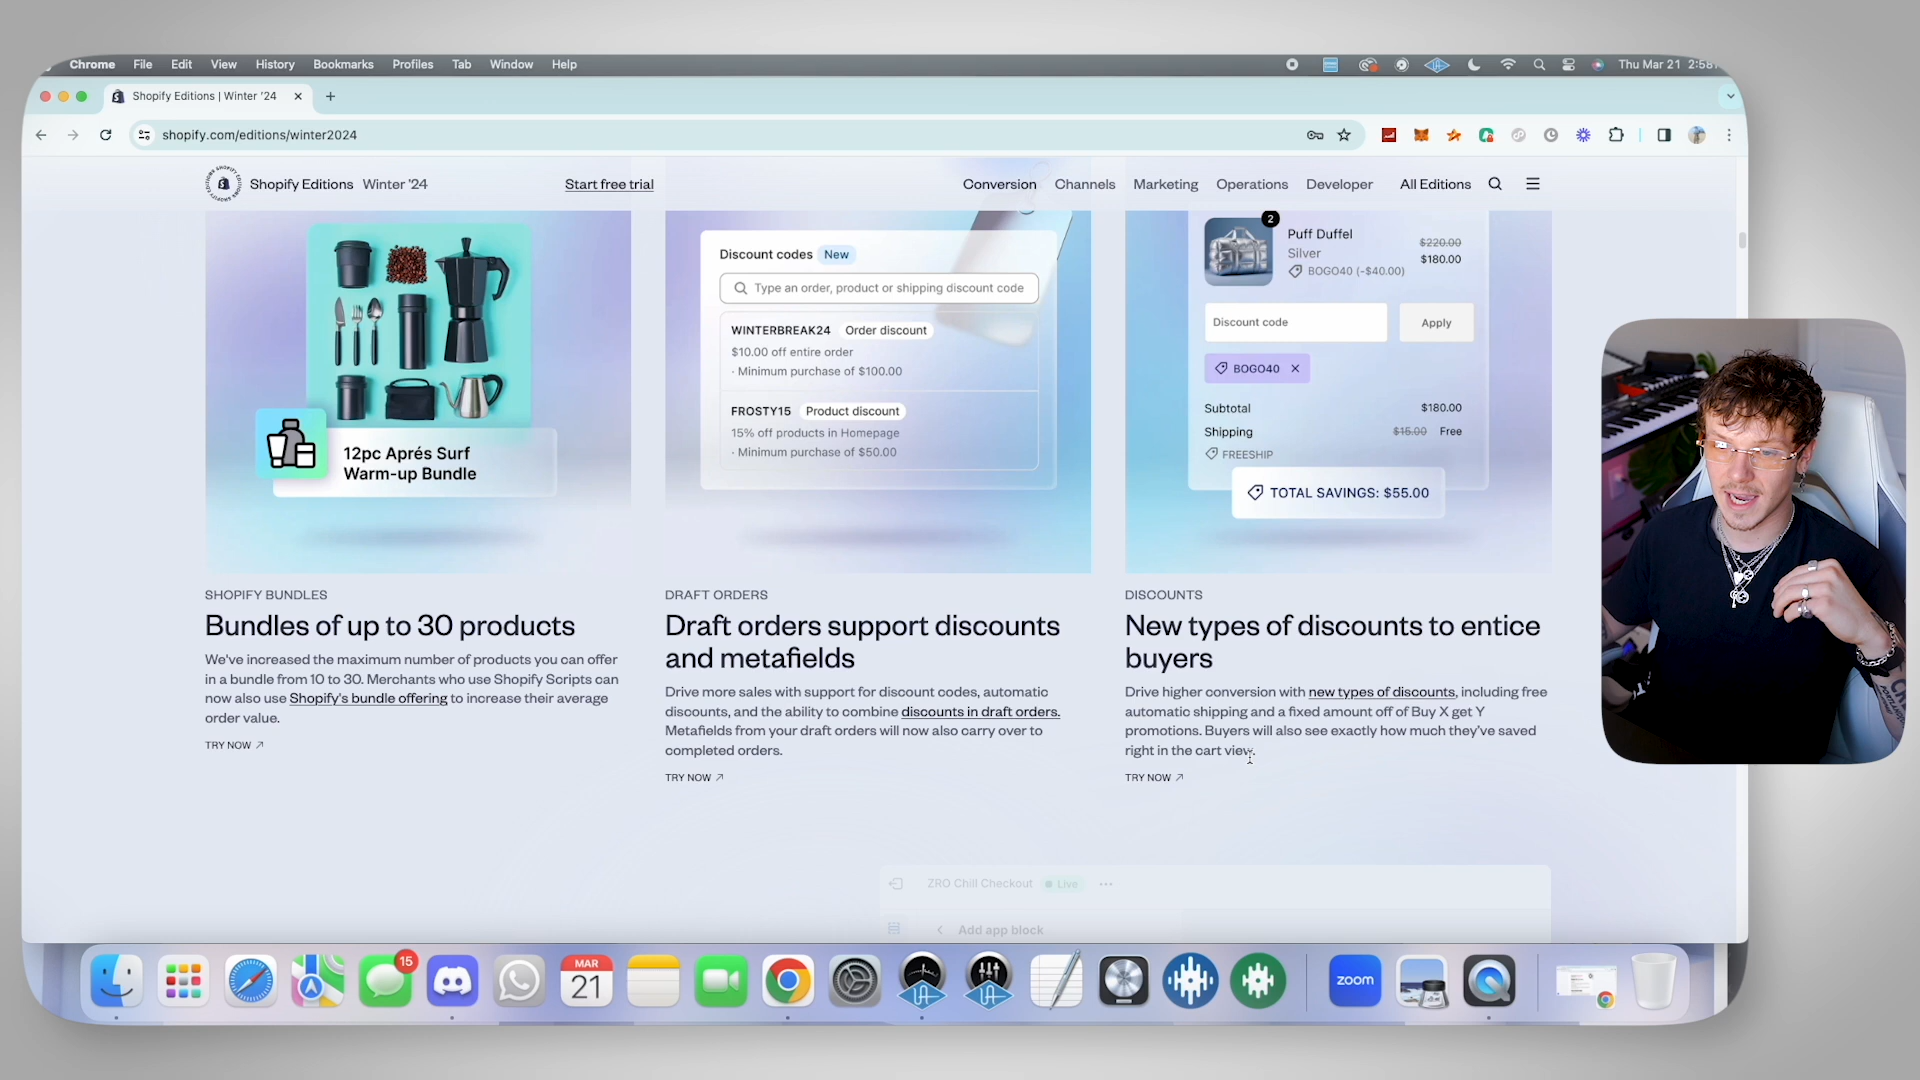 Chrome File Edit View History Bookmarks Profiles Tab Window Help
Thu Mar 21 2:58
Shopify Editions | Winter '24
shopify.com/editions/winter2024
SHOPIFY EDITIONS
Shopify Editions Winter '24
Start free trial
Conversion Channels Marketing Operations Developer All Editions
12pc Aprés Surf
Warm-up Bundle
SHOPIFY BUNDLES
Bundles of up to 30 products
We've increased the maximum number of products you can offer
in a bundle from 10 to 30. Merchants who use Shopify Scripts can
now also use Shopify's bundle offering to increase their average
order value.
TRY NOW
Discount codes New
Type an order, product or shipping discount code
WINTERBREAK24 Order discount
$10.00 off entire order
· Minimum purchase of $100.00
FROSTY15 Product discount
15% off products in Homepage
· Minimum purchase of $50.00
DRAFT ORDERS
Draft orders support discounts
and metafields
Drive more sales with support for discount codes, automatic
discounts, and the ability to combine discounts in draft orders.
Metafields from your draft orders will now also carry over to
completed orders.
TRY NOW
2
Puff Duffel
Silver
BOGO40 (-$40.00)
$220.00
$180.00
Discount code Apply
BOGO40
Subtotal $180.00
Shipping $15.00 Free
FREESHIP
TOTAL SAVINGS: $55.00
DISCOUNTS
New types of discounts to entice
buyers
Drive higher conversion with new types of discounts, including free
automatic shipping and a fixed amount off of Buy X get Y
promotions. Buyers will also see exactly how much they've saved
right in the cart view.
TRY NOW
ZRO Chill Checkout Live
Add app block
15
MAR
21
zoom